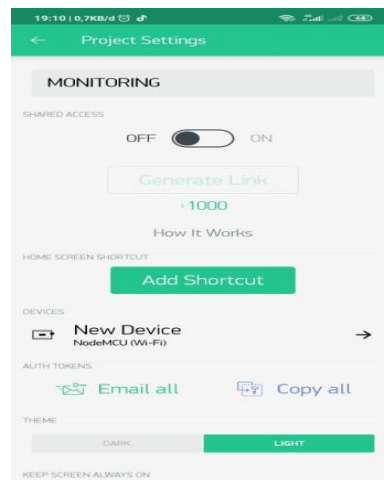 19:10 | 0,7KB/d
Project Settings
MONITORING
SHARED ACCESS
OFF ON
Generate Link
+1000
How It Works
HOME SCREEN SHORTCUT
Add Shortcut
DEVICES
New Device
NodeMCU (Wi-Fi)
AUTH TOKENS
Email all Copy all
THEME
DARK LIGHT
KEEP SCREEN ALWAYS ON